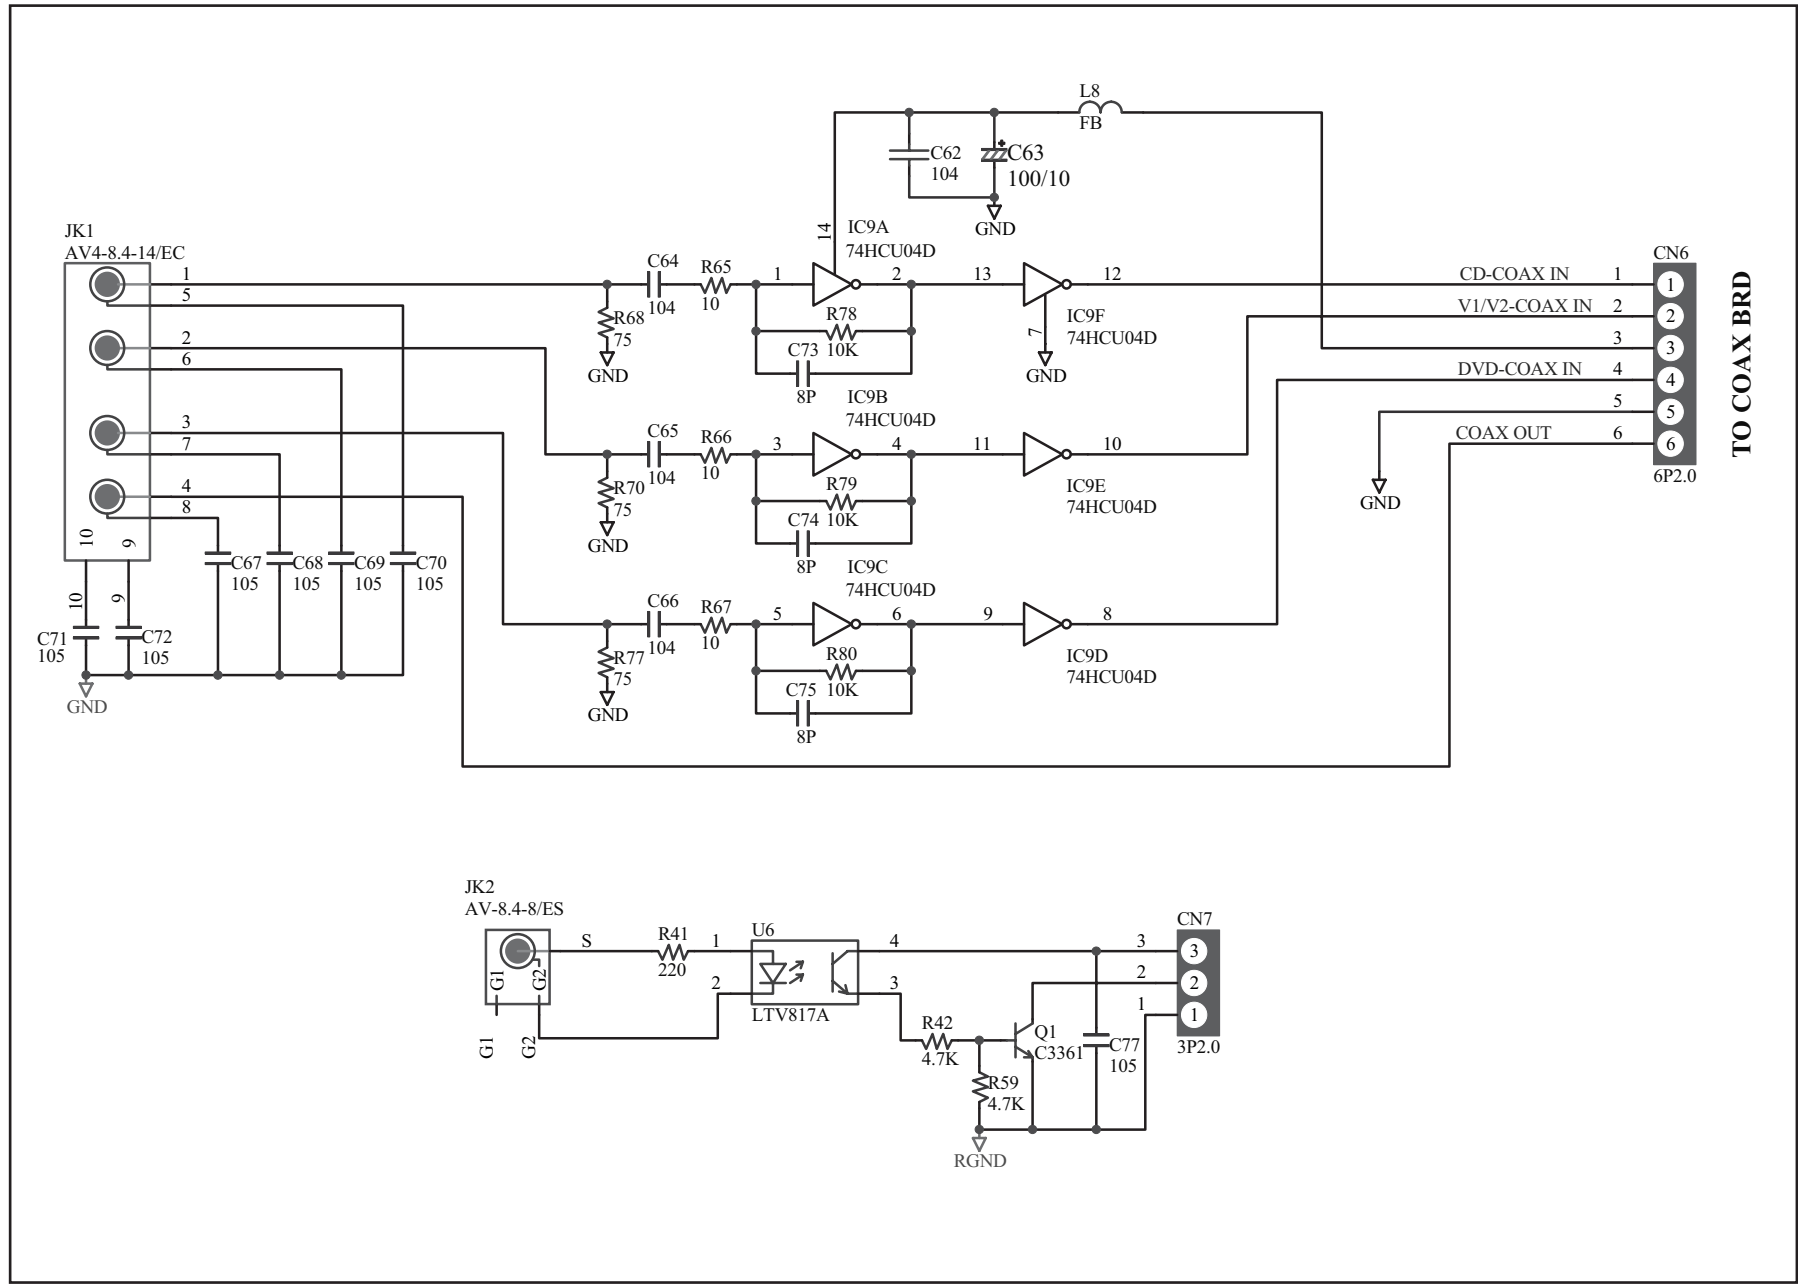 L8
FB
C62
104
C63
100/10
GND
14
IC9A
74HCU04D
JK1
AV4-8.4-14/EC
1
5
2
6
3
7
4
8
10
9
10
9
C71
105
C72
105
C67
105
C68
105
C69
105
C70
105
GND
C64
104
R65
10
R68
75
GND
1
2
R78
10K
C73
8P
13
12
7
GND
IC9F
74HCU04D
IC9B
74HCU04D
C65
104
R66
10
R70
75
GND
3
4
R79
10K
C74
8P
11
10
IC9E
74HCU04D
IC9C
74HCU04D
C66
104
R67
10
R77
75
GND
5
6
R80
10K
C75
8P
9
8
IC9D
74HCU04D
CN6
CD-COAX IN 1 1
V1/V2-COAX IN 2 2
3 3
DVD-COAX IN 4 4
5 5
COAX OUT 6 6
6P2.0
GND
TO COAX BRD
JK2
AV-8.4-8/ES
G1
G2
G1
G2
S
R41
220
1
2
U6
LTV817A
4
3
R42
4.7K
R59
4.7K
Q1
C3361
C77
105
RGND
CN7
3 3
2 2
1 1
3P2.0